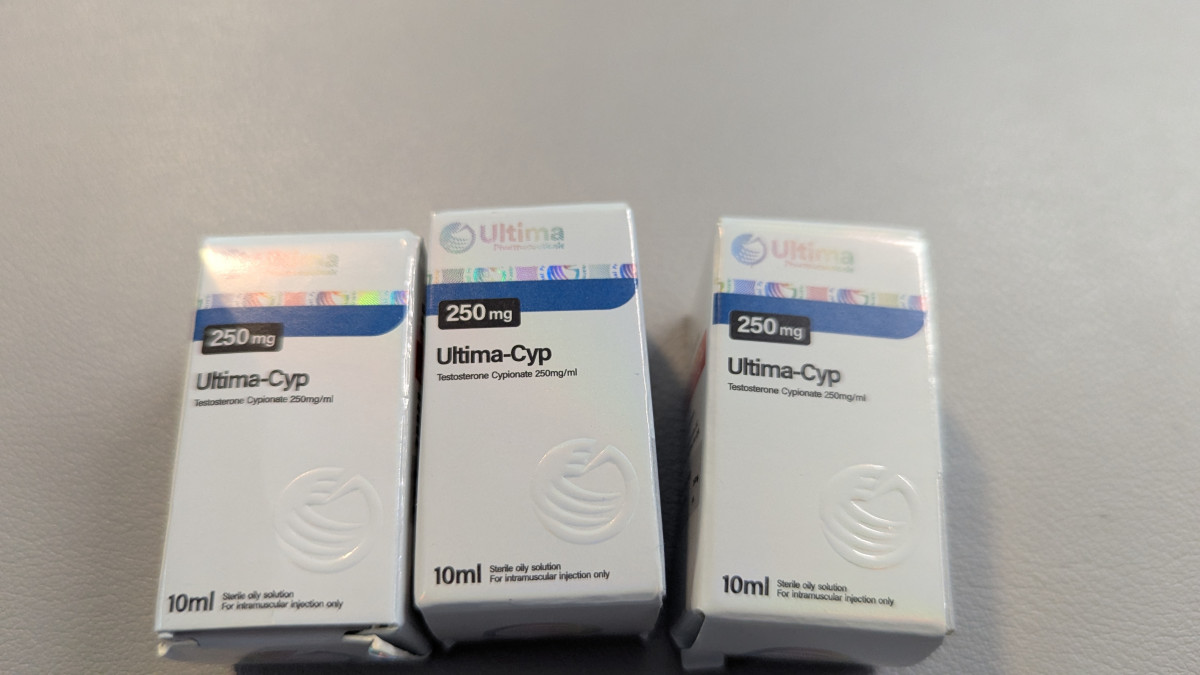 250 mg
Ultima-Cyp
Testosterone Cypionate 250mg/ml
10ml
Sterile oily solution
For intramuscular injection only
Ultima
Pharmaceuticals
250 mg
Ultima-Cyp
Testosterone Cypionate 250mg/ml
10ml
Sterile oily solution
For intramuscular injection only
Ultima
Pharmaceuticals
250 mg
Ultima-Cyp
Testosterone Cypionate 250mg/ml
10ml
Sterile oily solution
For intramuscular injection only